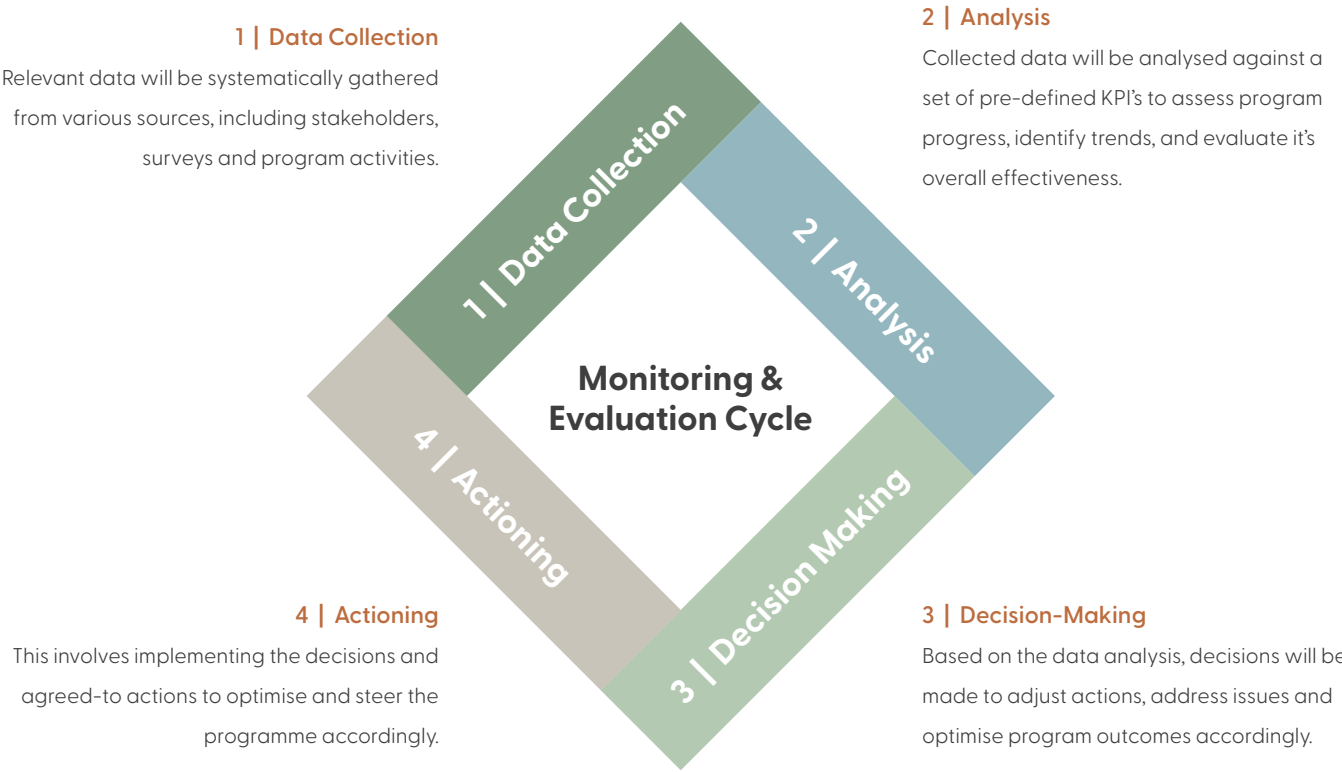 1 | Data Collection
Relevant data will be systematically gathered
from various sources, including stakeholders,
surveys and program activities.
2 | Analysis
Collected data will be analysed against a
set of pre-defined KPI's to assess program
progress, identify trends, and evaluate it's
overall effectiveness.
1 | Data Collection
2 | Analysis
Monitoring &
Evaluation Cycle
4 | Actioning
3 | Decision Making
4 | Actioning
This involves implementing the decisions and
agreed-to actions to optimise and steer the
programme accordingly.
3 | Decision-Making
Based on the data analysis, decisions will be
made to adjust actions, address issues and
optimise program outcomes accordingly.